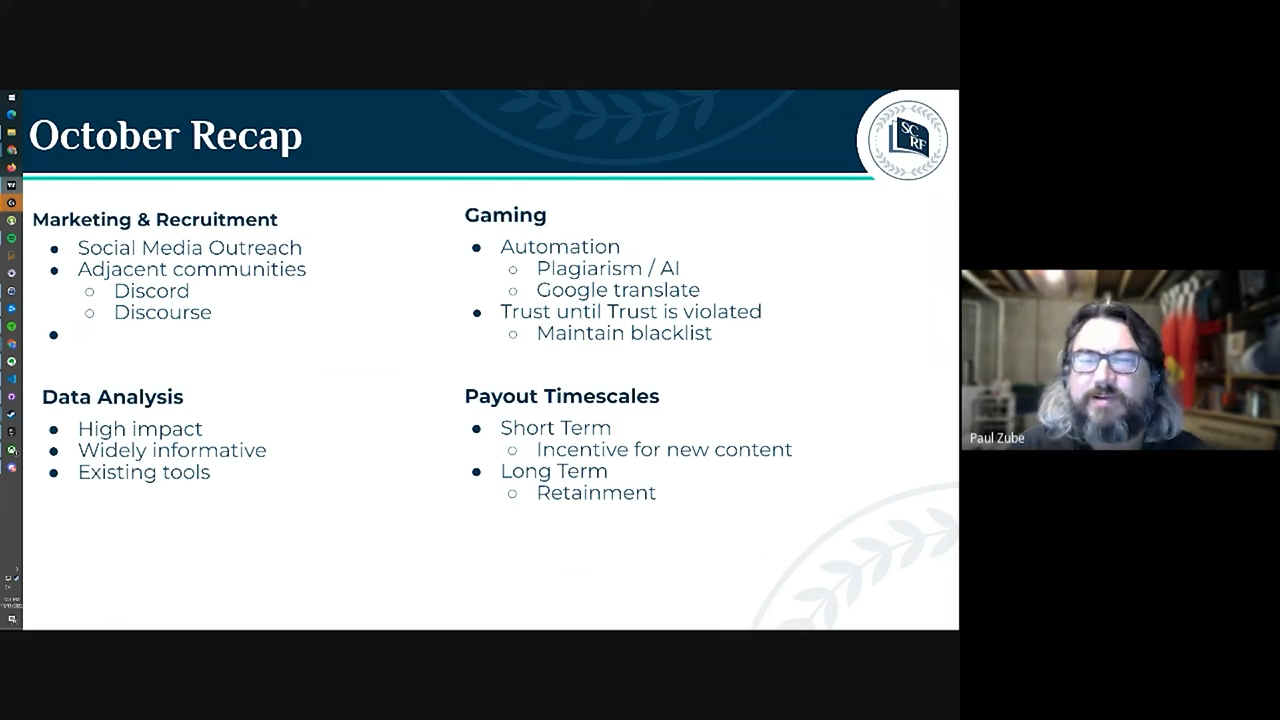 October Recap
SC
RF
Marketing & Recruitment
● Social Media Outreach
● Adjacent communities
○ Discord
○ Discourse
●
Data Analysis
● High impact
● Widely informative
● Existing tools
Gaming
● Automation
○ Plagiarism / AI
○ Google translate
● Trust until Trust is violated
○ Maintain blacklist
Payout Timescales
● Short Term
○ Incentive for new content
● Long Term
○ Retainment
Paul Zube